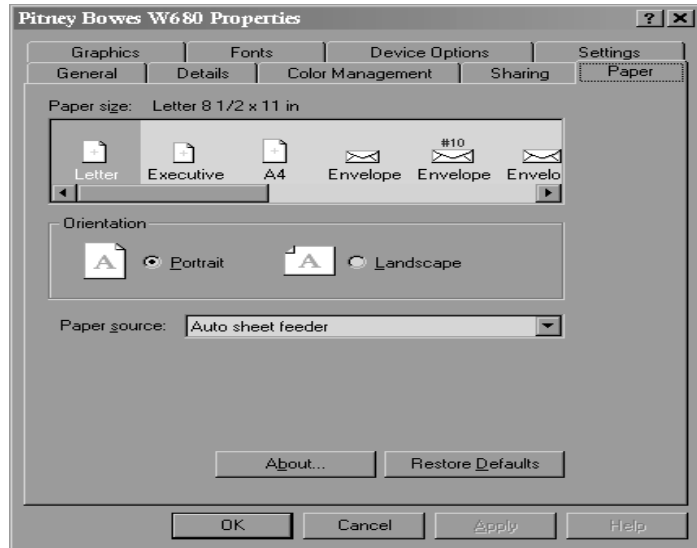 Pitney Bowes W680 Properties
Graphics Fonts Device Options Settings
General Details Color Management Sharing Paper
Paper size: Letter 8 1/2 x 11 in
#10
Letter Executive A4 Envelope Envelope Envelo
Orientation
A Portrait A Landscape
Paper source: Auto sheet feeder
About... Restore Defaults
OK Cancel Apply Help